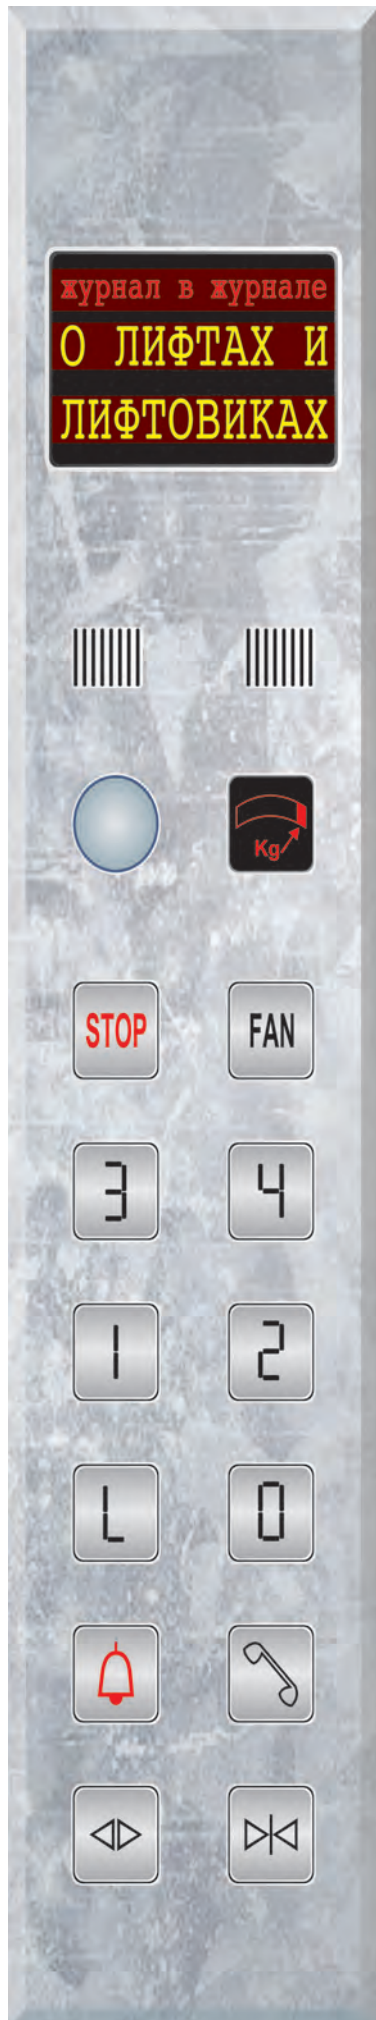 журнал в журнале
О ЛИФТАХ И
ЛИФТОВИКАХ
Kg
STOP FAN
3 4
1 2
L 0